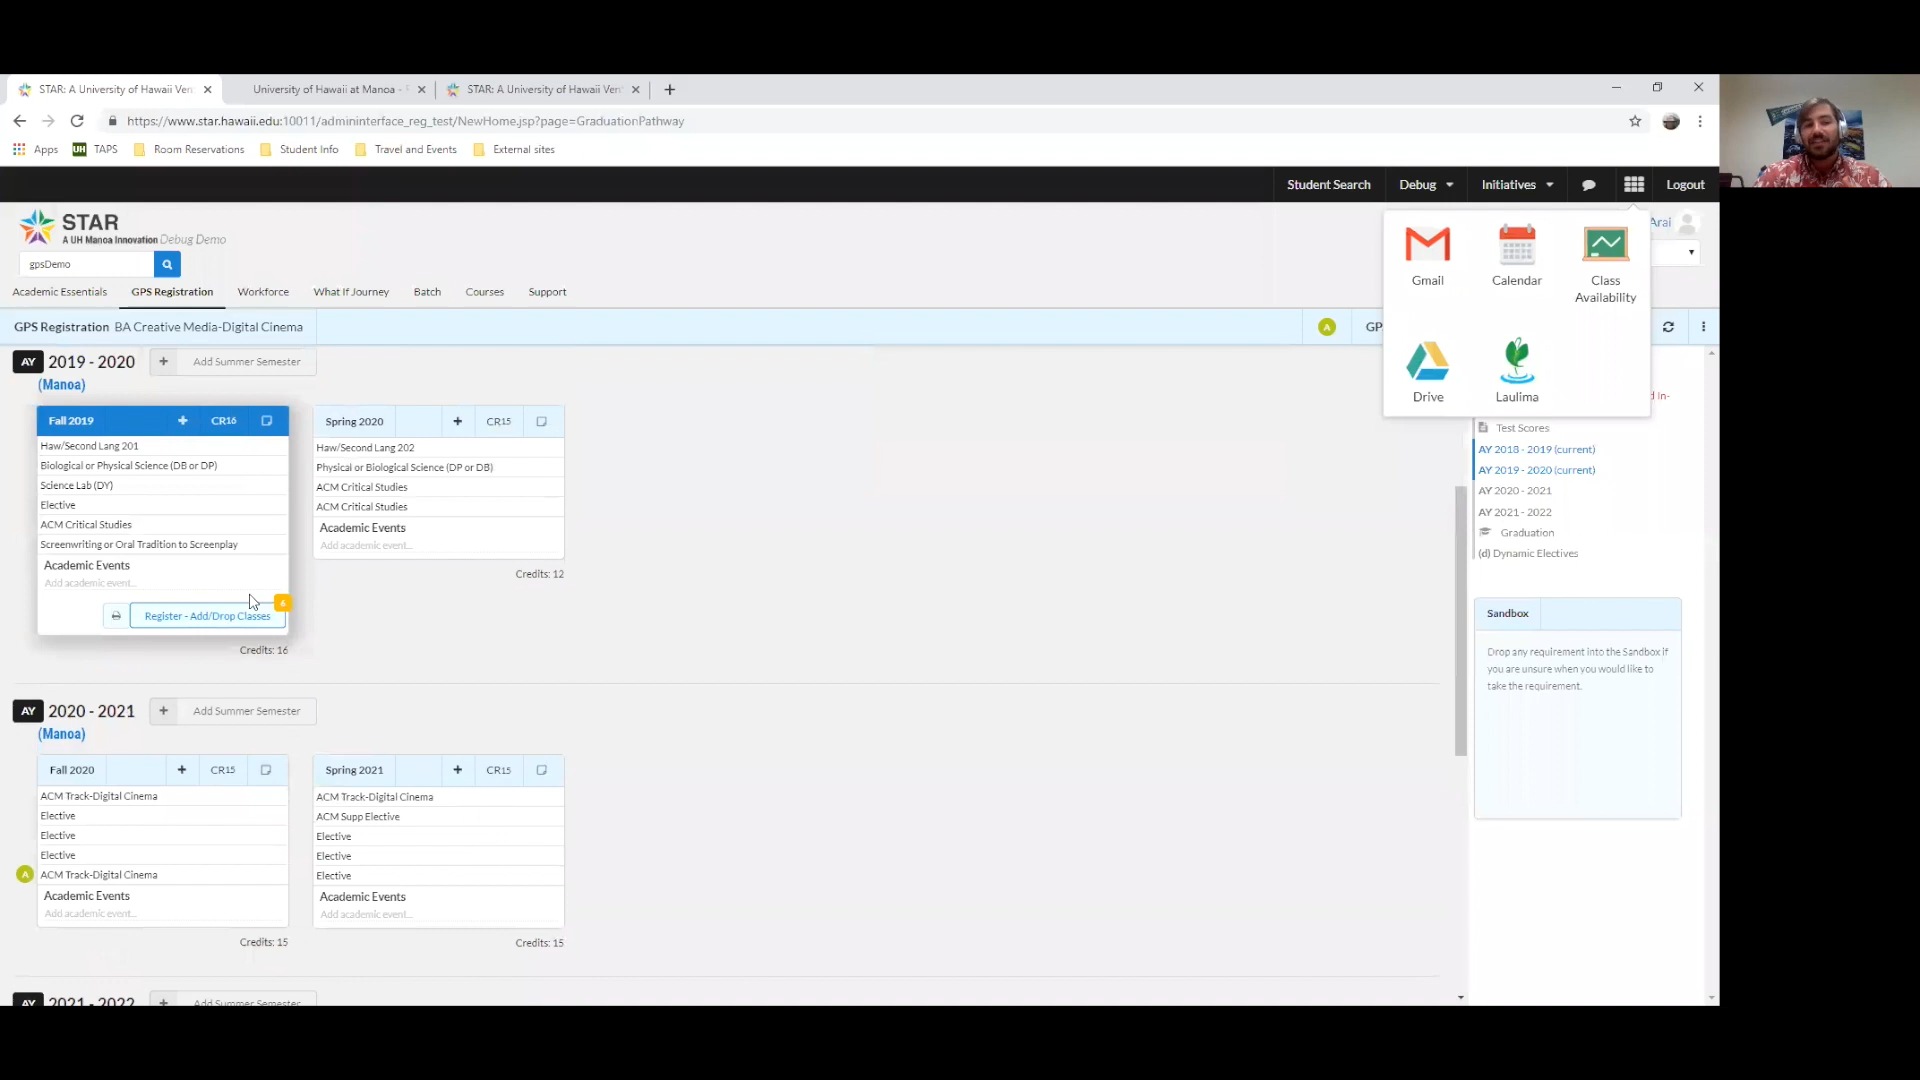 STAR: A University of Hawaii Ven
University of Hawaii at Manoa -
STAR: A University of Hawaii Ven
https://www.star.hawaii.edu:10011/admininterface_reg_test/NewHome.jsp?page=GraduationPathway
Apps
UH TAPS
Room Reservations
Student Info
Travel and Events
External sites
Student Search
Debug
Initiatives
Logout
STAR
A UH Manoa Innovation Debug Demo
Arai
gpsDemo
Academic Essentials
GPS Registration
Workforce
What If Journey
Batch
Courses
Support
Gmail
Calendar
Class
Availability
Drive
Laulima
GPS Registration BA Creative Media-Digital Cinema
A
GP
AY 2019 - 2020
+ Add Summer Semester
(Manoa)
Fall 2019 + CR16
Haw/Second Lang 201
Biological or Physical Science (DB or DP)
Science Lab (DY)
Elective
ACM Critical Studies
Screenwriting or Oral Tradition to Screenplay
Academic Events
Add academic event...
6
Register - Add/Drop Classes
Credits: 16
Spring 2020 + CR15
Haw/Second Lang 202
Physical or Biological Science (DP or DB)
ACM Critical Studies
ACM Critical Studies
Academic Events
Add academic event...
Credits: 12
AY 2020 - 2021
+ Add Summer Semester
(Manoa)
Fall 2020 + CR15
ACM Track-Digital Cinema
Elective
Elective
Elective
A ACM Track-Digital Cinema
Academic Events
Add academic event...
Credits: 15
Spring 2021 + CR15
ACM Track-Digital Cinema
ACM Supp Elective
Elective
Elective
Elective
Academic Events
Add academic event...
Credits: 15
AY 2021 - 2022
+ Add Summer Semester
d In-
Test Scores
AY 2018 - 2019 (current)
AY 2019 - 2020 (current)
AY 2020 - 2021
AY 2021 - 2022
Graduation
(d) Dynamic Electives
Sandbox
Drop any requirement into the Sandbox if
you are unsure when you would like to
take the requirement.